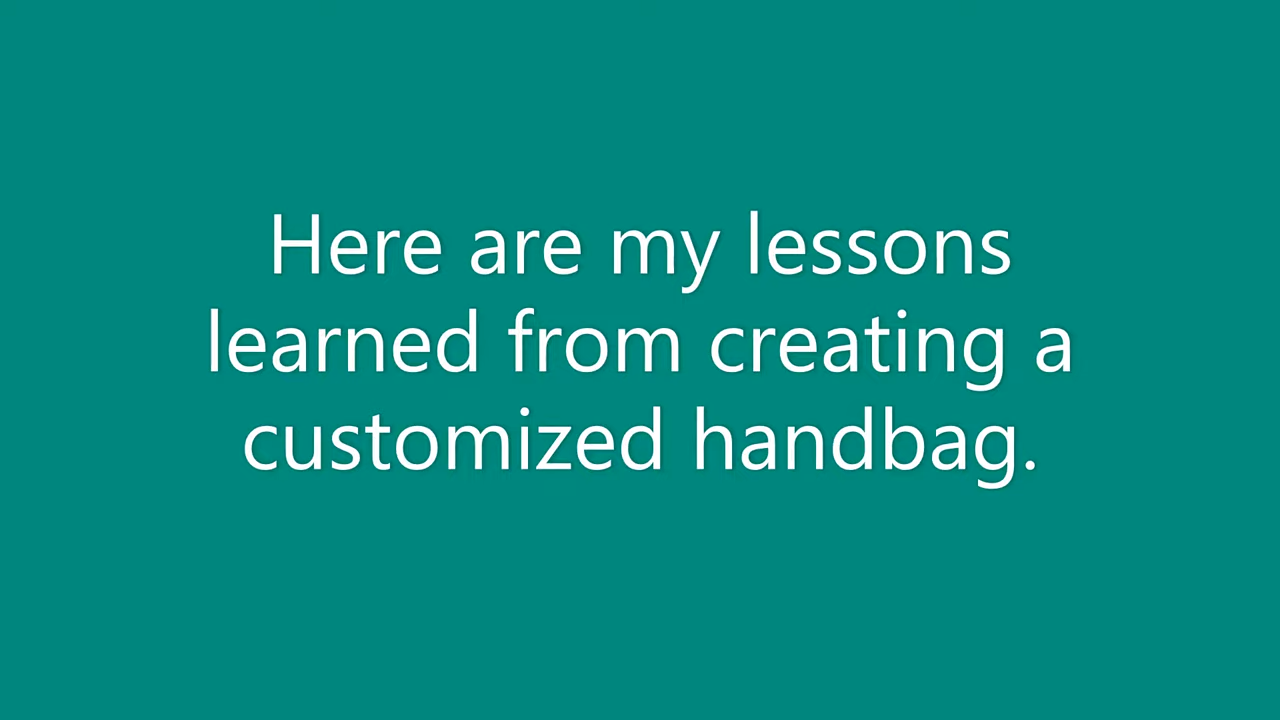 Here are my lessons
learned from creating a
customized handbag.